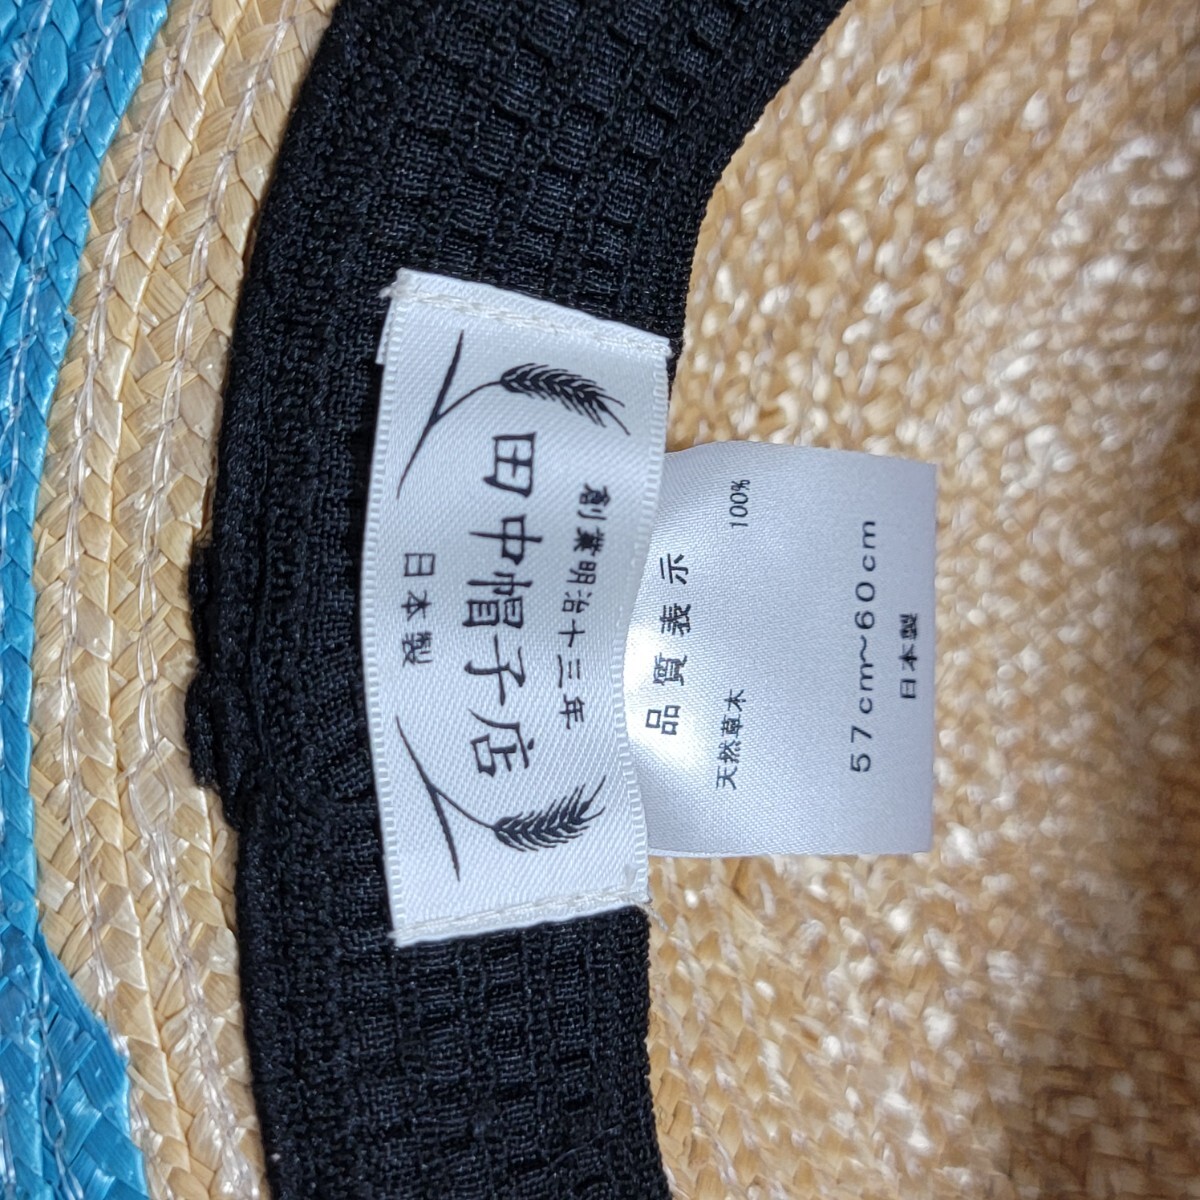 創業明治十三年
田中帽子店
日本製
品質表示
天然草木 100%
57cm～60cm
日本製